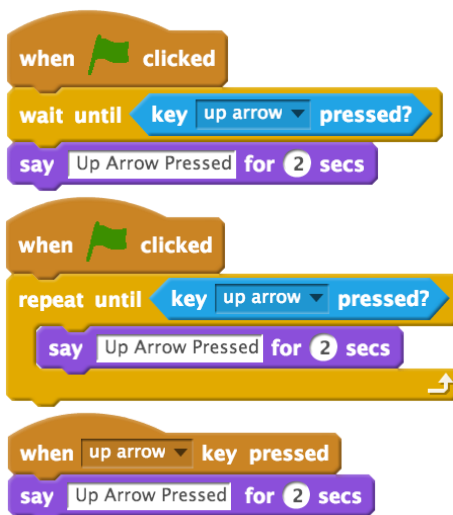 when clicked
wait until key up arrow pressed?
say Up Arrow Pressed for 2 secs
when clicked
repeat until key up arrow pressed?
say Up Arrow Pressed for 2 secs
when up arrow key pressed
say Up Arrow Pressed for 2 secs